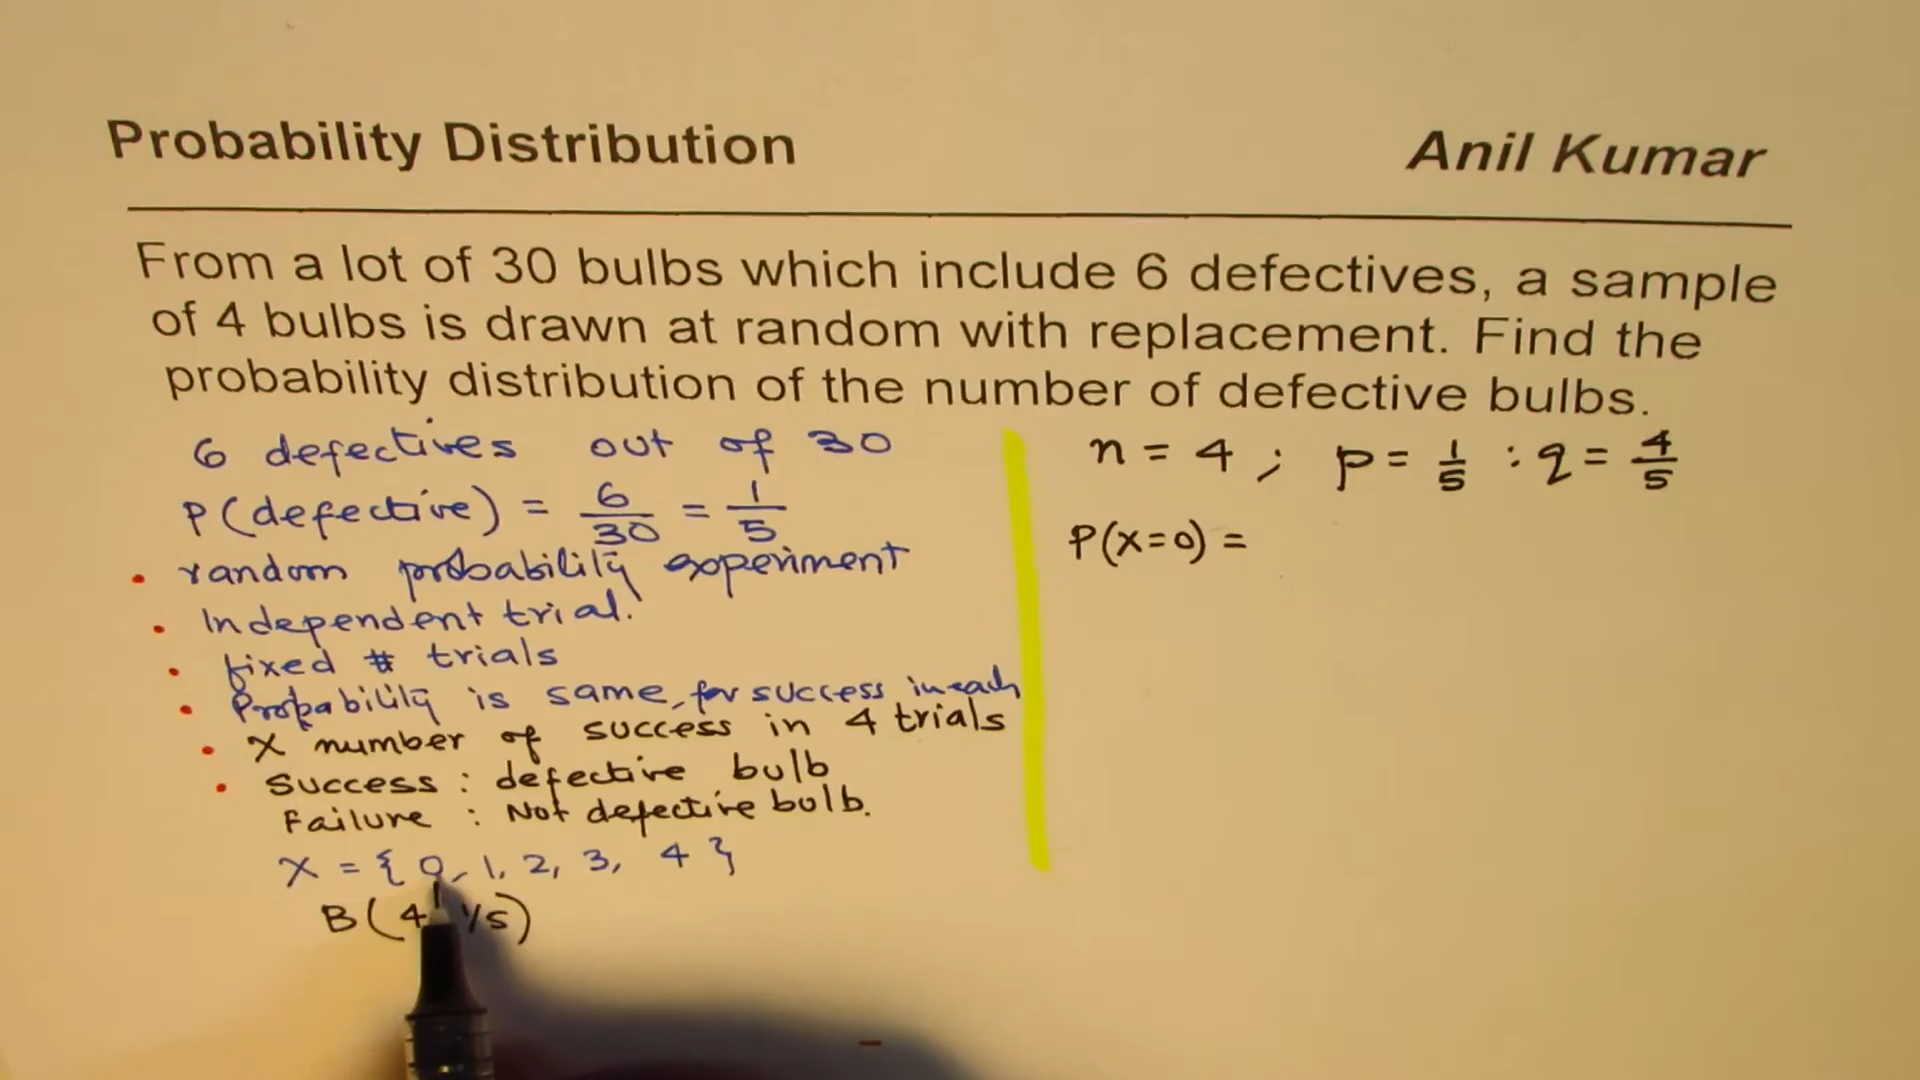 Probability Distribution
Anil Kumar
From a lot of 30 bulbs which include 6 defectives, a sample
of 4 bulbs is drawn at random with replacement. Find the
probability distribution of the number of defective bulbs.
6 defectives out of 30
P(defective) = 6/30 = 1/5
• random probability experiment
• Independent trial.
• fixed # trials
• Probability is same, for success in each
• X number of success in 4 trials
• Success : defective bulb
Failure : Not defective bulb.
X = { 0, 1, 2, 3, 4 }
B(4 1/5)
n = 4 ; p = 1/5 : q = 4/5
P(X=0) =